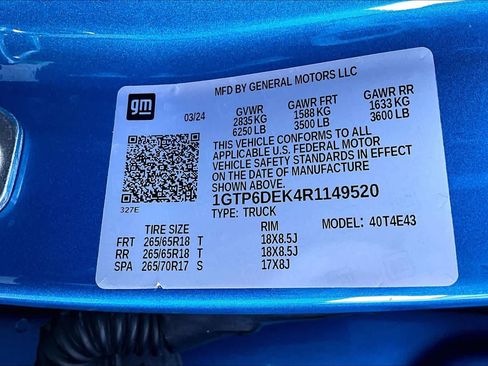 MFD BY GENERAL MOTORS LLC
gm
03/24
GVWR GAWR FRT GAWR RR
2835 KG 1588 KG 1633 KG
6250 LB 3500 LB 3600 LB
THIS VEHICLE CONFORMS TO ALL
APPLICABLE U.S. FEDERAL MOTOR
VEHICLE SAFETY STANDARDS IN EFFECT
ON THE DATE OF MANUFACTURE
SHOWN ABOVE.
327E
1GTP6DEK4R1149520
TYPE: TRUCK MODEL: 40T4E43
TIRE SIZE RIM
FRT 265/65R18 T 18X8.5J
RR 265/65R18 T 18X8.5J
SPA 265/70R17 S 17X8J